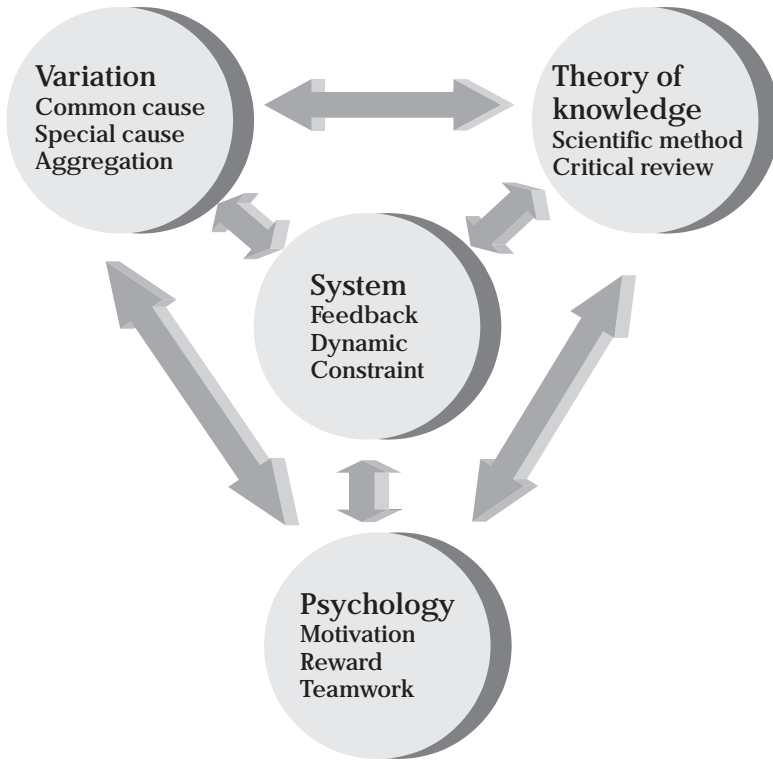 Variation
Common cause
Special cause
Aggregation
Theory of
knowledge
Scientific method
Critical review
System
Feedback
Dynamic
Constraint
Psychology
Motivation
Reward
Teamwork